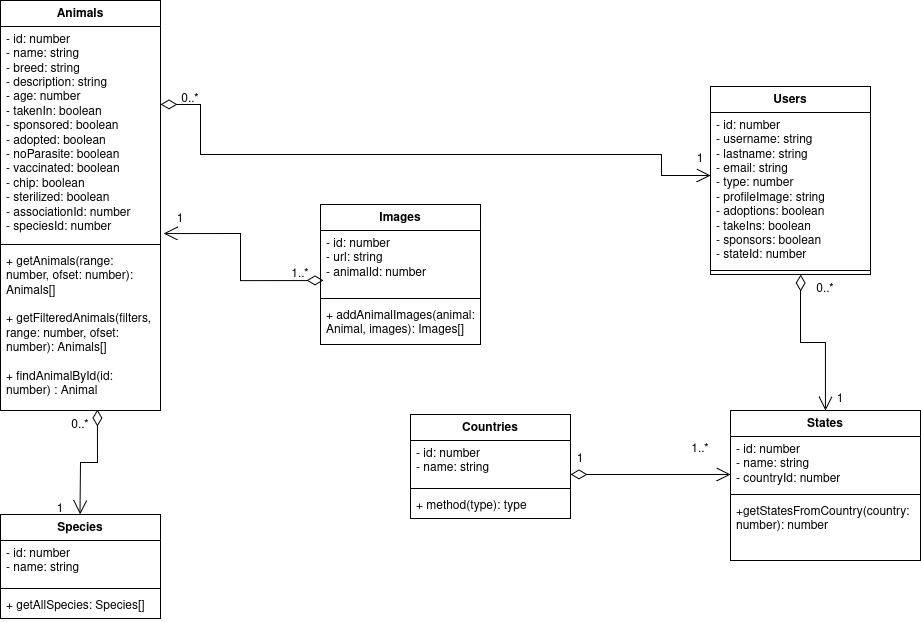 Animals
- id: number
- name: string
- breed: string
- description: string
- age: number
- takenIn: boolean
- sponsored: boolean
- adopted: boolean
- noParasite: boolean
- vaccinated: boolean
- chip: boolean
- sterilized: boolean
- associationId: number
- speciesId: number
+ getAnimals(range:
number, ofset: number):
Animals[]
+ getFilteredAnimals(filters,
range: number, ofset:
number): Animals[]
+ findAnimalById(id:
number) : Animal
0..*
1
Users
- id: number
- username: string
- lastname: string
- email: string
- type: number
- profileImage: string
- adoptions: boolean
- takeIns: boolean
- sponsors: boolean
- stateId: number
1
1..*
Images
- id: number
- url: string
- animalId: number
+ addAnimalImages(animal:
Animal, images): Images[]
0..*
1
0..*
1
Species
- id: number
- name: string
+ getAllSpecies: Species[]
Countries
- id: number
- name: string
+ method(type): type
1
1..*
States
- id: number
- name: string
- countryId: number
+getStatesFromCountry(country:
number): number